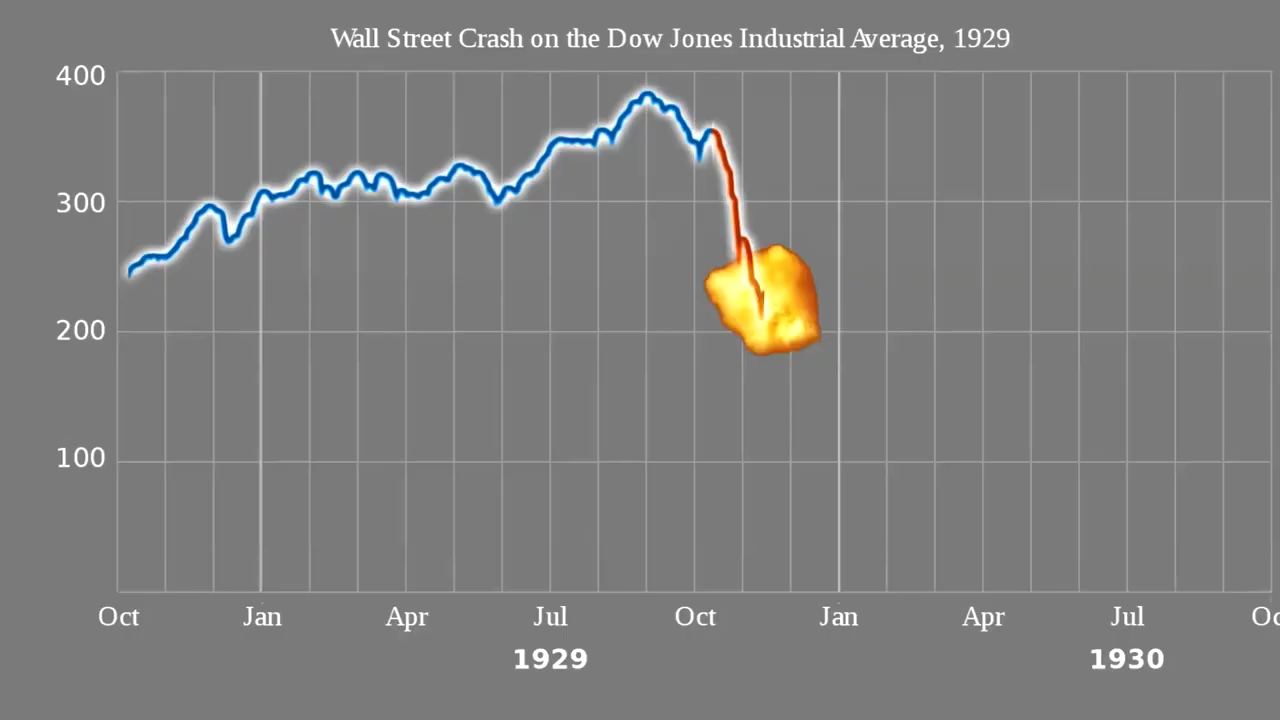 Wall Street Crash on the Dow Jones Industrial Average, 1929
400
300
200
100
Oct Jan Apr Jul Oct Jan Apr Jul Oc
1929 1930